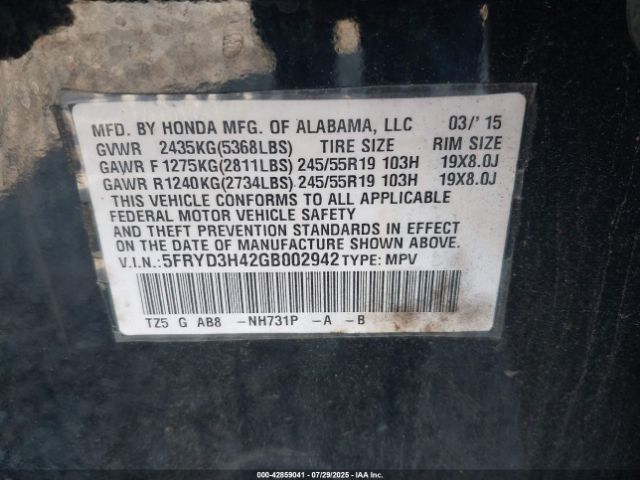 MFD. BY HONDA MFG. OF ALABAMA, LLC 03/' 15
GVWR 2435KG(5368LBS) TIRE SIZE RIM SIZE
GAWR F 1275KG(2811LBS) 245/55R19 103H 19X8.0J
GAWR R1240KG(2734LBS) 245/55R19 103H 19X8.0J
THIS VEHICLE CONFORMS TO ALL APPLICABLE
FEDERAL MOTOR VEHICLE SAFETY
AND THEFT PREVENTION STANDARDS IN EFFECT
ON THE DATE OF MANUFACTURE SHOWN ABOVE.
V.I.N.:5FRYD3H42GB002942 TYPE: MPV
TZ5 G AB8 -NH731P -A -B
000-42859041 - 07/29/2025 - IAAI.COM